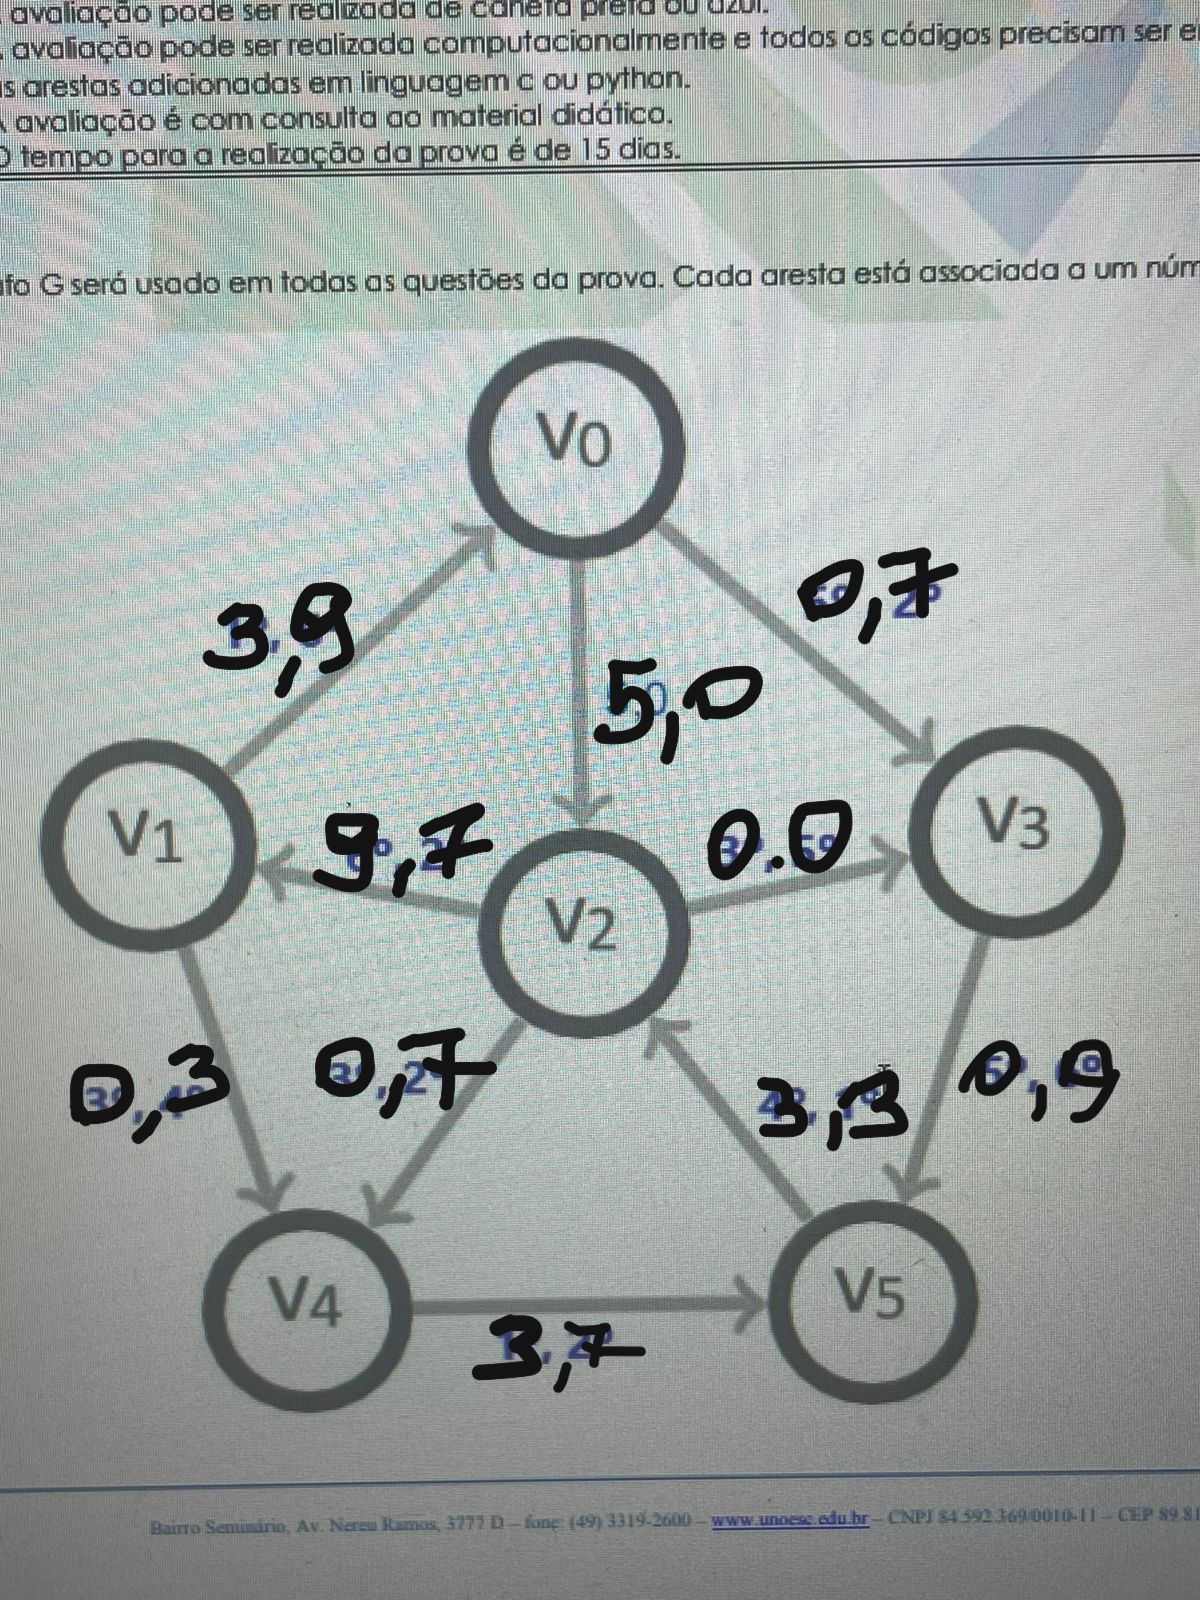 avaliação pode ser realizada de caneta preta ou azul.
avaliação pode ser realizada computacionalmente e todos os códigos precisam ser
s arestas adicionadas em linguagem c ou python.
A avaliação é com consulta ao material didático.
O tempo para a realização da prova é de 15 dias.
afo G será usado em todas as questões da prova. Cada aresta está associada a um núm
V0
3,9
0,7
5,0
V1
9,7
0.0
V3
V2
0,3
0,7
3,3
0,9
V4
V5
3,7
Bairro Seminário, Av. Nereu Ramos, 3777 D – fone: (49) 3319-2600 – www.unoesc.edu.br – CNPJ 84.592.369/0010-11 – CEP 89.81